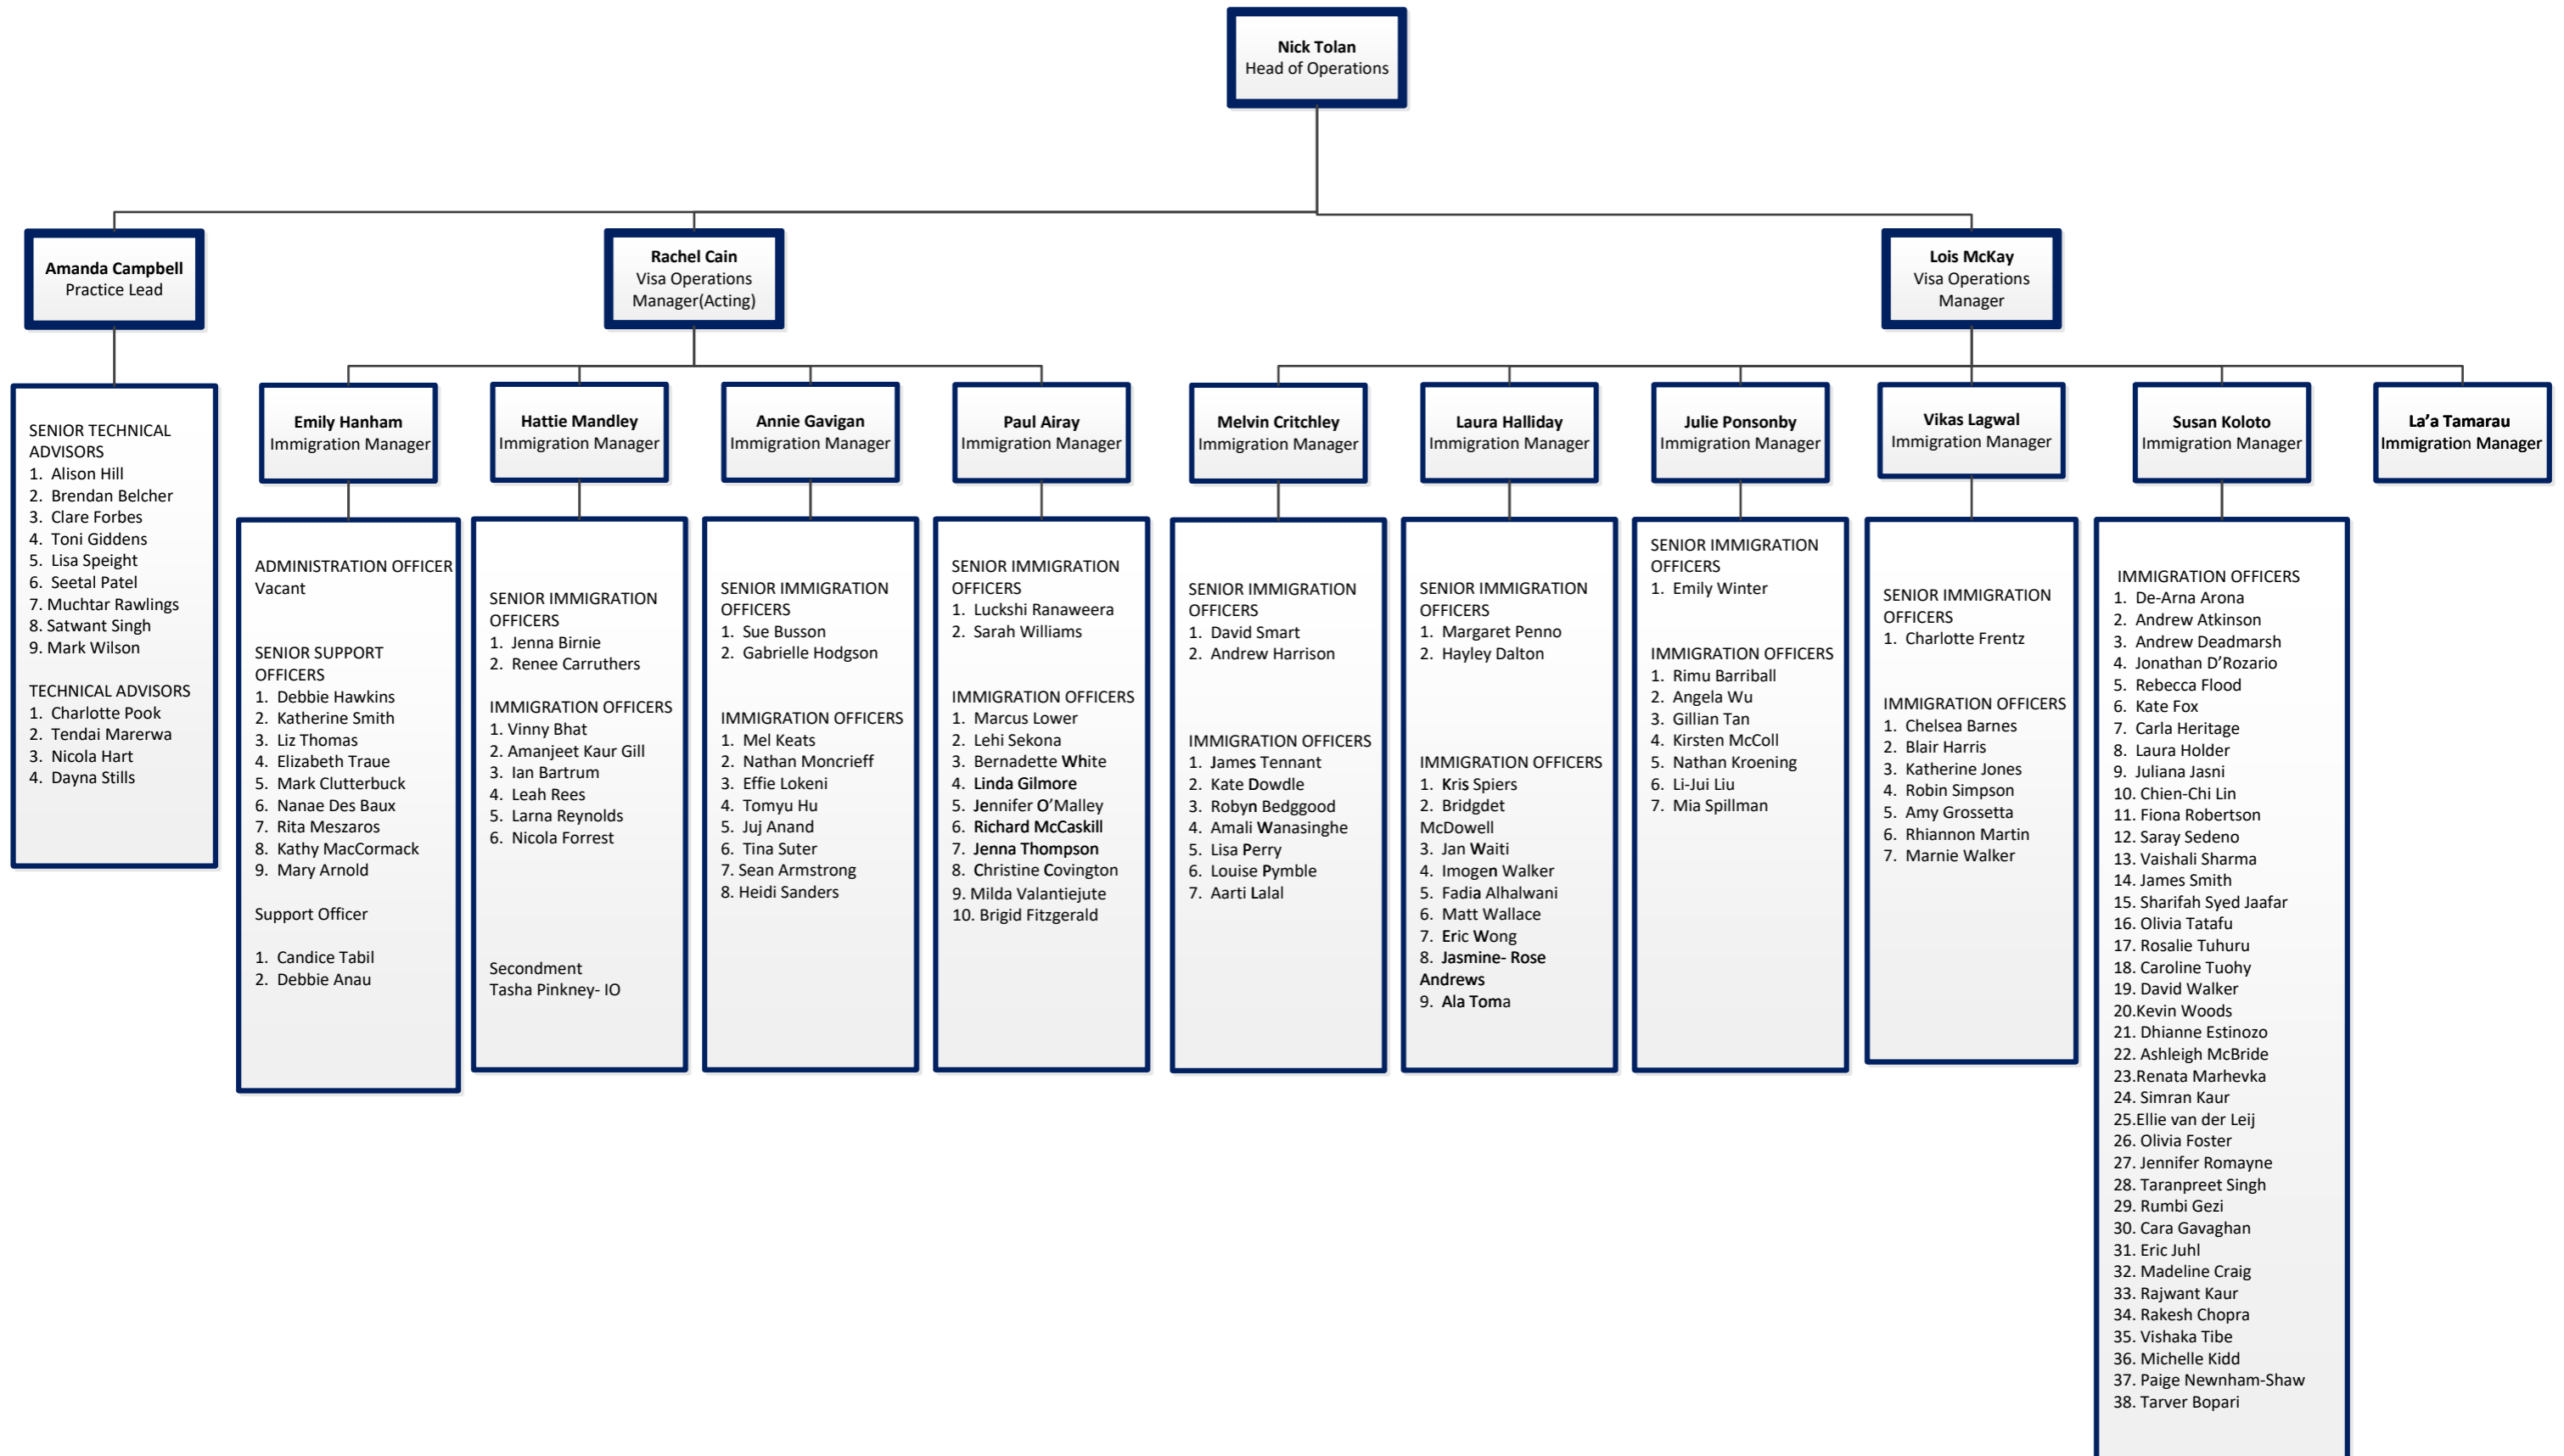 Nick Tolan
Head of Operations
Amanda Campbell
Practice Lead
Rachel Cain
Visa Operations
Manager(Acting)
Lois McKay
Visa Operations
Manager
SENIOR TECHNICAL
ADVISORS
1. Alison Hill
2. Brendan Belcher
3. Clare Forbes
4. Toni Giddens
5. Lisa Speight
6. Seetal Patel
7. Muchtar Rawlings
8. Satwant Singh
9. Mark Wilson
TECHNICAL ADVISORS
1. Charlotte Pook
2. Tendai Marerwa
3. Nicola Hart
4. Dayna Stills
Emily Hanham
Immigration Manager
ADMINISTRATION OFFICER
Vacant
SENIOR SUPPORT
OFFICERS
1. Debbie Hawkins
2. Katherine Smith
3. Liz Thomas
4. Elizabeth Traue
5. Mark Clutterbuck
6. Nanae Des Baux
7. Rita Meszaros
8. Kathy MacCormack
9. Mary Arnold
Support Officer
1. Candice Tabil
2. Debbie Anau
Hattie Mandley
Immigration Manager
SENIOR IMMIGRATION
OFFICERS
1. Jenna Birnie
2. Renee Carruthers
IMMIGRATION OFFICERS
1. Vinny Bhat
2. Amanjeet Kaur Gill
3. Ian Bartrum
4. Leah Rees
5. Larna Reynolds
6. Nicola Forrest
Secondment
Tasha Pinkney- IO
Annie Gavigan
Immigration Manager
SENIOR IMMIGRATION
OFFICERS
1. Sue Busson
2. Gabrielle Hodgson
IMMIGRATION OFFICERS
1. Mel Keats
2. Nathan Moncrieff
3. Effie Lokeni
4. Tomyu Hu
5. Juj Anand
6. Tina Suter
7. Sean Armstrong
8. Heidi Sanders
Paul Airay
Immigration Manager
SENIOR IMMIGRATION
OFFICERS
1. Luckshi Ranaweera
2. Sarah Williams
IMMIGRATION OFFICERS
1. Marcus Lower
2. Lehi Sekona
3. Bernadette White
4. Linda Gilmore
5. Jennifer O’Malley
6. Richard McCaskill
7. Jenna Thompson
8. Christine Covington
9. Milda Valantiejute
10. Brigid Fitzgerald
Melvin Critchley
Immigration Manager
SENIOR IMMIGRATION
OFFICERS
1. David Smart
2. Andrew Harrison
IMMIGRATION OFFICERS
1. James Tennant
2. Kate Dowdle
3. Robyn Bedggood
4. Amali Wanasinghe
5. Lisa Perry
6. Louise Pymble
7. Aarti Lalal
Laura Halliday
Immigration Manager
SENIOR IMMIGRATION
OFFICERS
1. Margaret Penno
2. Hayley Dalton
IMMIGRATION OFFICERS
1. Kris Spiers
2. Bridgdet
McDowell
3. Jan Waiti
4. Imogen Walker
5. Fadia Alhalwani
6. Matt Wallace
7. Eric Wong
8. Jasmine- Rose
Andrews
9. Ala Toma
Julie Ponsonby
Immigration Manager
SENIOR IMMIGRATION
OFFICERS
1. Emily Winter
IMMIGRATION OFFICERS
1. Rimu Barriball
2. Angela Wu
3. Gillian Tan
4. Kirsten McColl
5. Nathan Kroening
6. Li-Jui Liu
7. Mia Spillman
Vikas Lagwal
Immigration Manager
SENIOR IMMIGRATION
OFFICERS
1. Charlotte Frentz
IMMIGRATION OFFICERS
1. Chelsea Barnes
2. Blair Harris
3. Katherine Jones
4. Robin Simpson
5. Amy Grossetta
6. Rhiannon Martin
7. Marnie Walker
Susan Koloto
Immigration Manager
IMMIGRATION OFFICERS
1. De-Arna Arona
2. Andrew Atkinson
3. Andrew Deadmarsh
4. Jonathan D’Rozario
5. Rebecca Flood
6. Kate Fox
7. Carla Heritage
8. Laura Holder
9. Juliana Jasni
10. Chien-Chi Lin
11. Fiona Robertson
12. Saray Sedeno
13. Vaishali Sharma
14. James Smith
15. Sharifah Syed Jaafar
16. Olivia Tatafu
17. Rosalie Tuhuru
18. Caroline Tuohy
19. David Walker
20.Kevin Woods
21. Dhianne Estinozo
22. Ashleigh McBride
23.Renata Marhevka
24. Simran Kaur
25.Ellie van der Leij
26. Olivia Foster
27. Jennifer Romayne
28. Taranpreet Singh
29. Rumbi Gezi
30. Cara Gavaghan
31. Eric Juhl
32. Madeline Craig
33. Rajwant Kaur
34. Rakesh Chopra
35. Vishaka Tibe
36. Michelle Kidd
37. Paige Newnham-Shaw
38. Tarver Bopari
La’a Tamarau
Immigration Manager